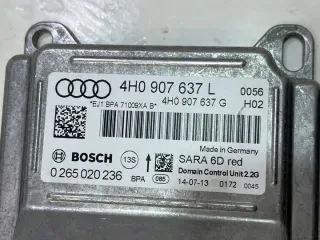 4H0 907 637 L 0056
*EJ1 BPA 71009XA B* 4H0 907 637 G H02
Made in Germany
BOSCH 13S SARA 6D red
Domain Control Unit 2.2G
0 265 020 236 BPA 085 14-07-13 0172 0045